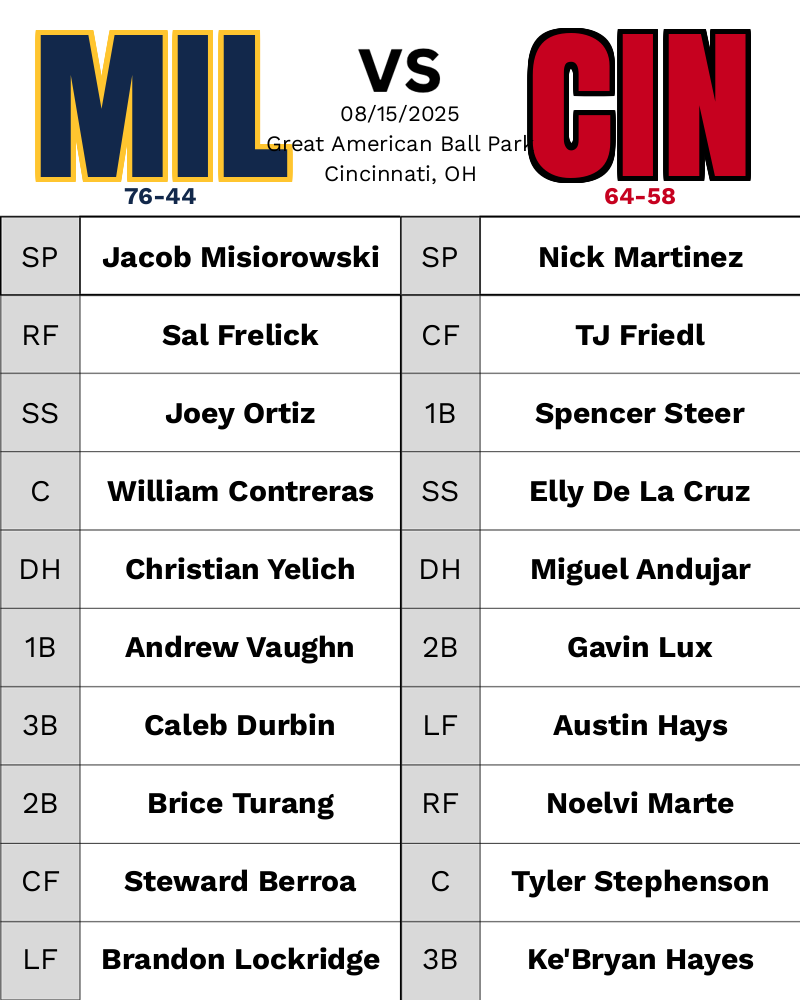 MIL
VS
CIN
08/15/2025
Great American Ball Park
Cincinnati, OH
76-44
64-58
SP Jacob Misiorowski SP Nick Martinez
RF Sal Frelick CF TJ Friedl
SS Joey Ortiz 1B Spencer Steer
C William Contreras SS Elly De La Cruz
DH Christian Yelich DH Miguel Andujar
1B Andrew Vaughn 2B Gavin Lux
3B Caleb Durbin LF Austin Hays
2B Brice Turang RF Noelvi Marte
CF Steward Berroa C Tyler Stephenson
LF Brandon Lockridge 3B Ke'Bryan Hayes